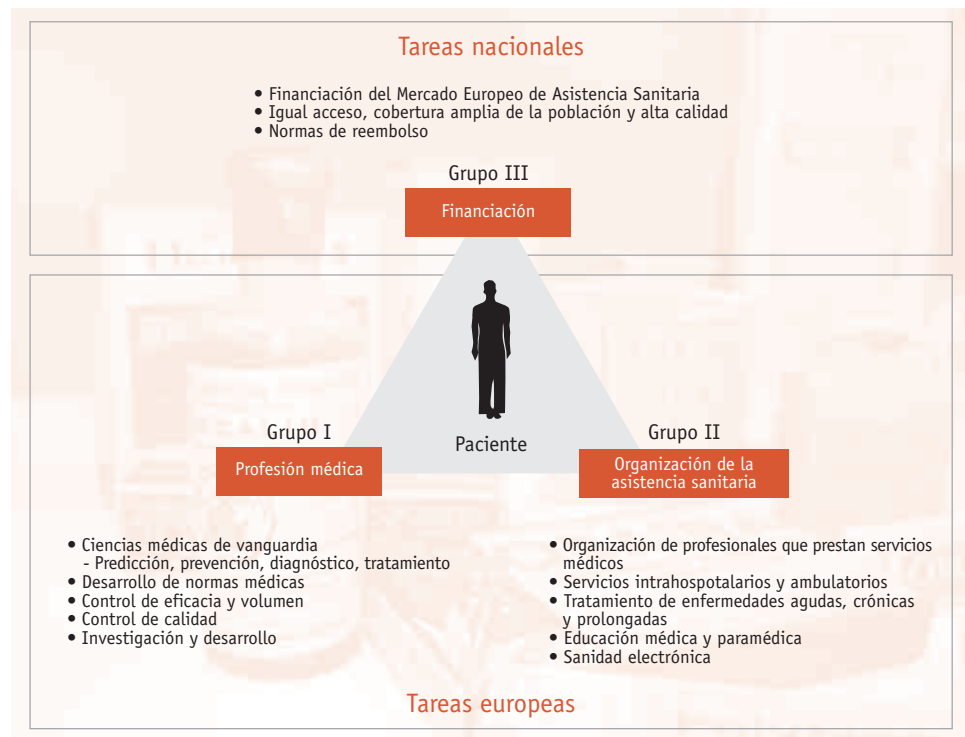 Tareas nacionales
• Financiación del Mercado Europeo de Asistencia Sanitaria
• Igual acceso, cobertura amplia de la población y alta calidad
• Normas de reembolso
Grupo III
Financiación
Paciente
Grupo I
Profesión médica
Grupo II
Organización de la
asistencia sanitaria
• Ciencias médicas de vanguardia
- Predicción, prevención, diagnóstico, tratamiento
• Desarrollo de normas médicas
• Control de eficacia y volumen
• Control de calidad
• Investigación y desarrollo
• Organización de profesionales que prestan servicios
médicos
• Servicios intrahospotalarios y ambulatorios
• Tratamiento de enfermedades agudas, crónicas
y prolongadas
• Educación médica y paramédica
• Sanidad electrónica
Tareas europeas